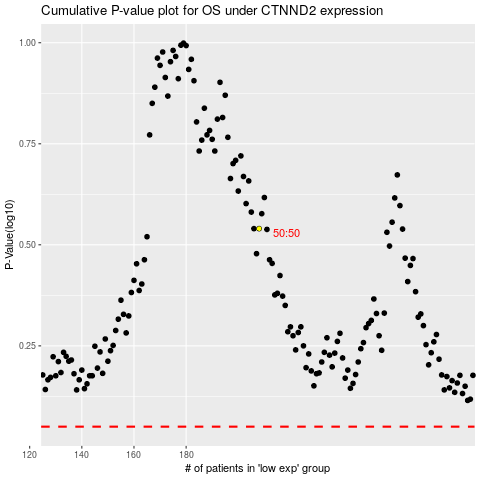 Cumulative P-value plot for OS under CTNND2 expression
P-Value(log10)
1.00
0.75
0.50
0.25
50:50
120 140 160 180
# of patients in 'low exp' group